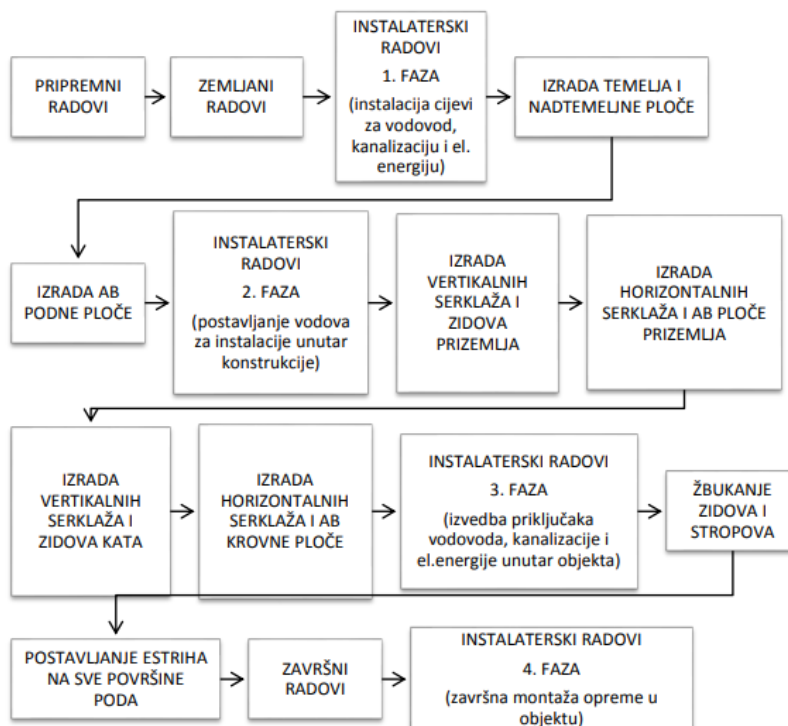 PRIPREMNI
RADOVI
ZEMLJANI
RADOVI
INSTALATERSKI
RADOVI
1. FAZA
(instalacija cijevi
za vodovod,
kanalizaciju i el.
energiju)
IZRADA TEMELJA I
NADTEMELJNE PLOČE
IZRADA AB
PODNE PLOČE
INSTALATERSKI
RADOVI
2. FAZA
(postavljanje vodova
za instalacije unutar
konstrukcije)
IZRADA
VERTIKALNIH
SERKLAŽA I
ZIDOVA
PRIZEMLJA
IZRADA
HORIZONTALNIH
SERKLAŽA I AB PLOČE
PRIZEMLJA
IZRADA
VERTIKALNIH
SERKLAŽA I
ZIDOVA KATA
IZRADA
HORIZONTALNIH
SERKLAŽA I AB
KROVNE PLOČE
INSTALATERSKI RADOVI
3. FAZA
(izvedba priključaka
vodovoda, kanalizacije i
el.energije unutar objekta)
ŽBUKANJE
ZIDOVA I
STROPOVA
POSTAVLJANJE ESTRIHA
NA SVE POVRŠINE
PODA
ZAVRŠNI
RADOVI
INSTALATERSKI RADOVI
4. FAZA
(završna montaža opreme u
objektu)